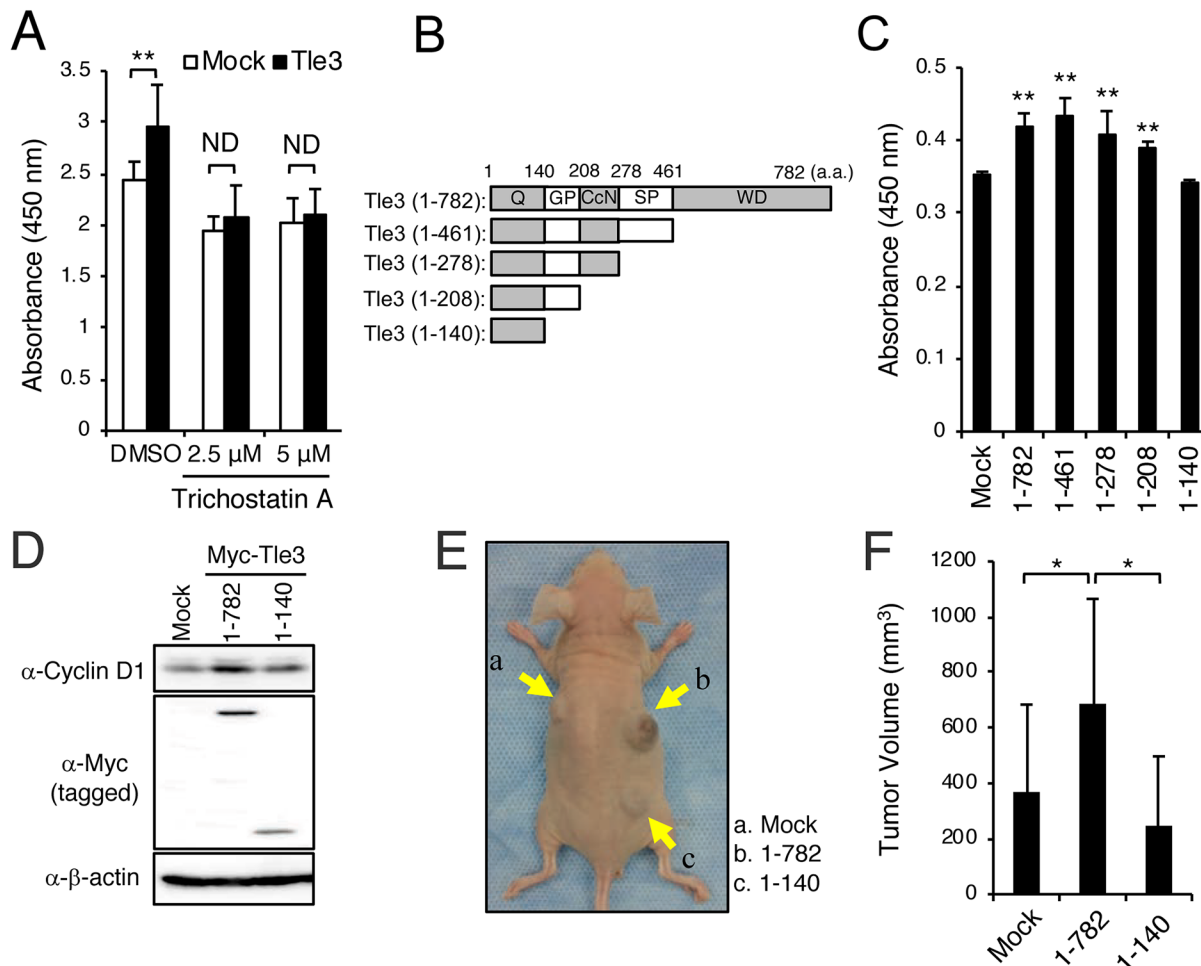 A
**
Mock Tle3
3.5
3
2.5
2
1.5
1
0.5
0
Absorbance (450 nm)
ND
ND
DMSO 2.5 µM 5 µM
Trichostatin A
B
1 140 208 278 461 782 (a.a.)
Tle3 (1-782): Q GP CcN SP WD
Tle3 (1-461):
Tle3 (1-278):
Tle3 (1-208):
Tle3 (1-140):
C
0.5
0.4
0.3
0.2
0.1
0
Absorbance (450 nm)
** ** ** **
Mock 1-782 1-461 1-278 1-208 1-140
D
Myc-Tle3
Mock 1-782 1-140
α-Cyclin D1
α-Myc
(tagged)
α-β-actin
E
a
b
c
a. Mock
b. 1-782
c. 1-140
F
1200
1000
800
600
400
200
0
Tumor Volume (mm³)
* *
Mock 1-782 1-140